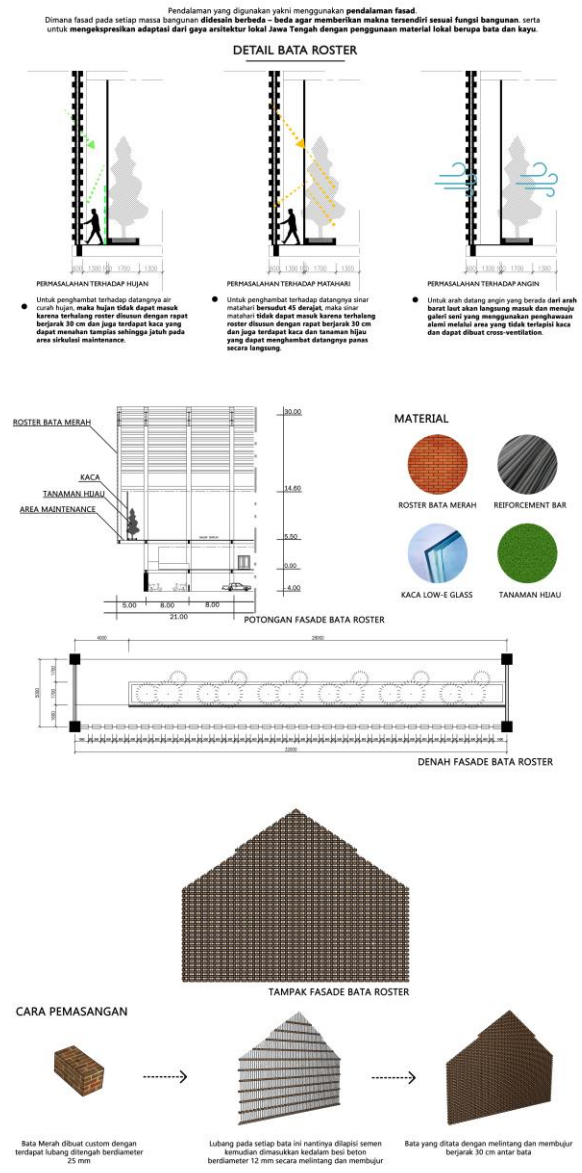 Pendalaman yang digunakan yakni menggunakan pendalaman fasad.
Dimana fasad pada setiap massa bangunan didesain berbeda – beda agar memberikan makna tersendiri sesuai fungsi bangunan. serta
untuk mengekspresikan adaptasi dari gaya arsitektur lokal Jawa Tengah dengan penggunaan material lokal berupa bata dan kayu.
DETAIL BATA ROSTER
1300 1700 1300
1300 1700 1300
1300 1700 1300
PERMASALAHAN TERHADAP HUJAN
Untuk penghambat terhadap datangnya air
curah hujan, maka hujan tidak dapat masuk
karena terhalang roster disusun dengan rapat
berjarak 30 cm dan juga terdapat kaca yang
dapat menahan tampias sehingga jatuh pada
area sirkulasi maintenance.
PERMASALAHAN TERHADAP MATAHARI
Untuk penghambat terhadap datangnya sinar
matahari bersudut 45 derajat, maka sinar
matahari tidak dapat masuk karena terhalang
roster disusun dengan rapat berjarak 30 cm
dan juga terdapat kaca dan tanaman hijau
yang dapat menghambat datangnya panas
secara langsung.
PERMASALAHAN TERHADAP ANGIN
Untuk arah datang angin yang berada dari arah
barat laut akan langsung masuk dan menuju
galeri seni yang menggunakan penghawaan
alami melalui area yang tidak terlapisi kaca
dan dapat dibuat cross-ventilation.
ROSTER BATA MERAH
KACA
TANAMAN HIJAU
AREA MAINTENANCE
30.00
14.60
5.50
0.00
-4.00
5.00 8.00 8.00
21.00
POTONGAN FASADE BATA ROSTER
MATERIAL
ROSTER BATA MERAH
REIFORCEMENT BAR
KACA LOW-E GLASS
TANAMAN HIJAU
4000
1700
1700
32000
DENAH FASADE BATA ROSTER
TAMPAK FASADE BATA ROSTER
CARA PEMASANGAN
Bata Merah dibuat custom dengan
terdapat lubang ditengah berdiameter
25 mm
Lubang pada setiap bata ini nantinya dilapisi semen
kemudian dimasukkan kedalam besi beton
berdiameter 12 mm secara melintang dan membujur
Bata yang ditata dengan melintang dan membujur
berjarak 30 cm antar bata